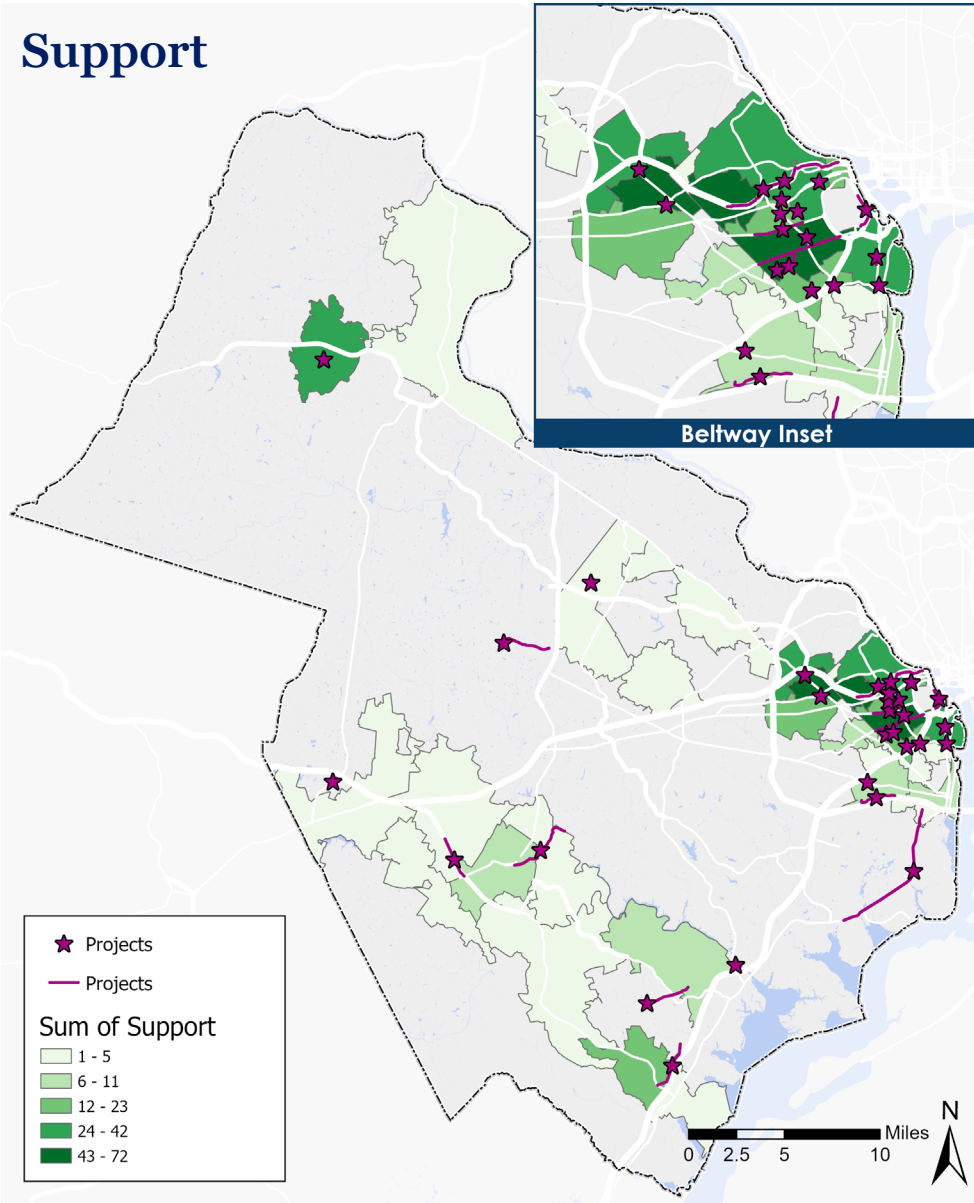 Support
Beltway Inset
Projects
Projects
Sum of Support
1 - 5
6 - 11
12 - 23
24 - 42
43 - 72
N
Miles
0 2.5 5 10